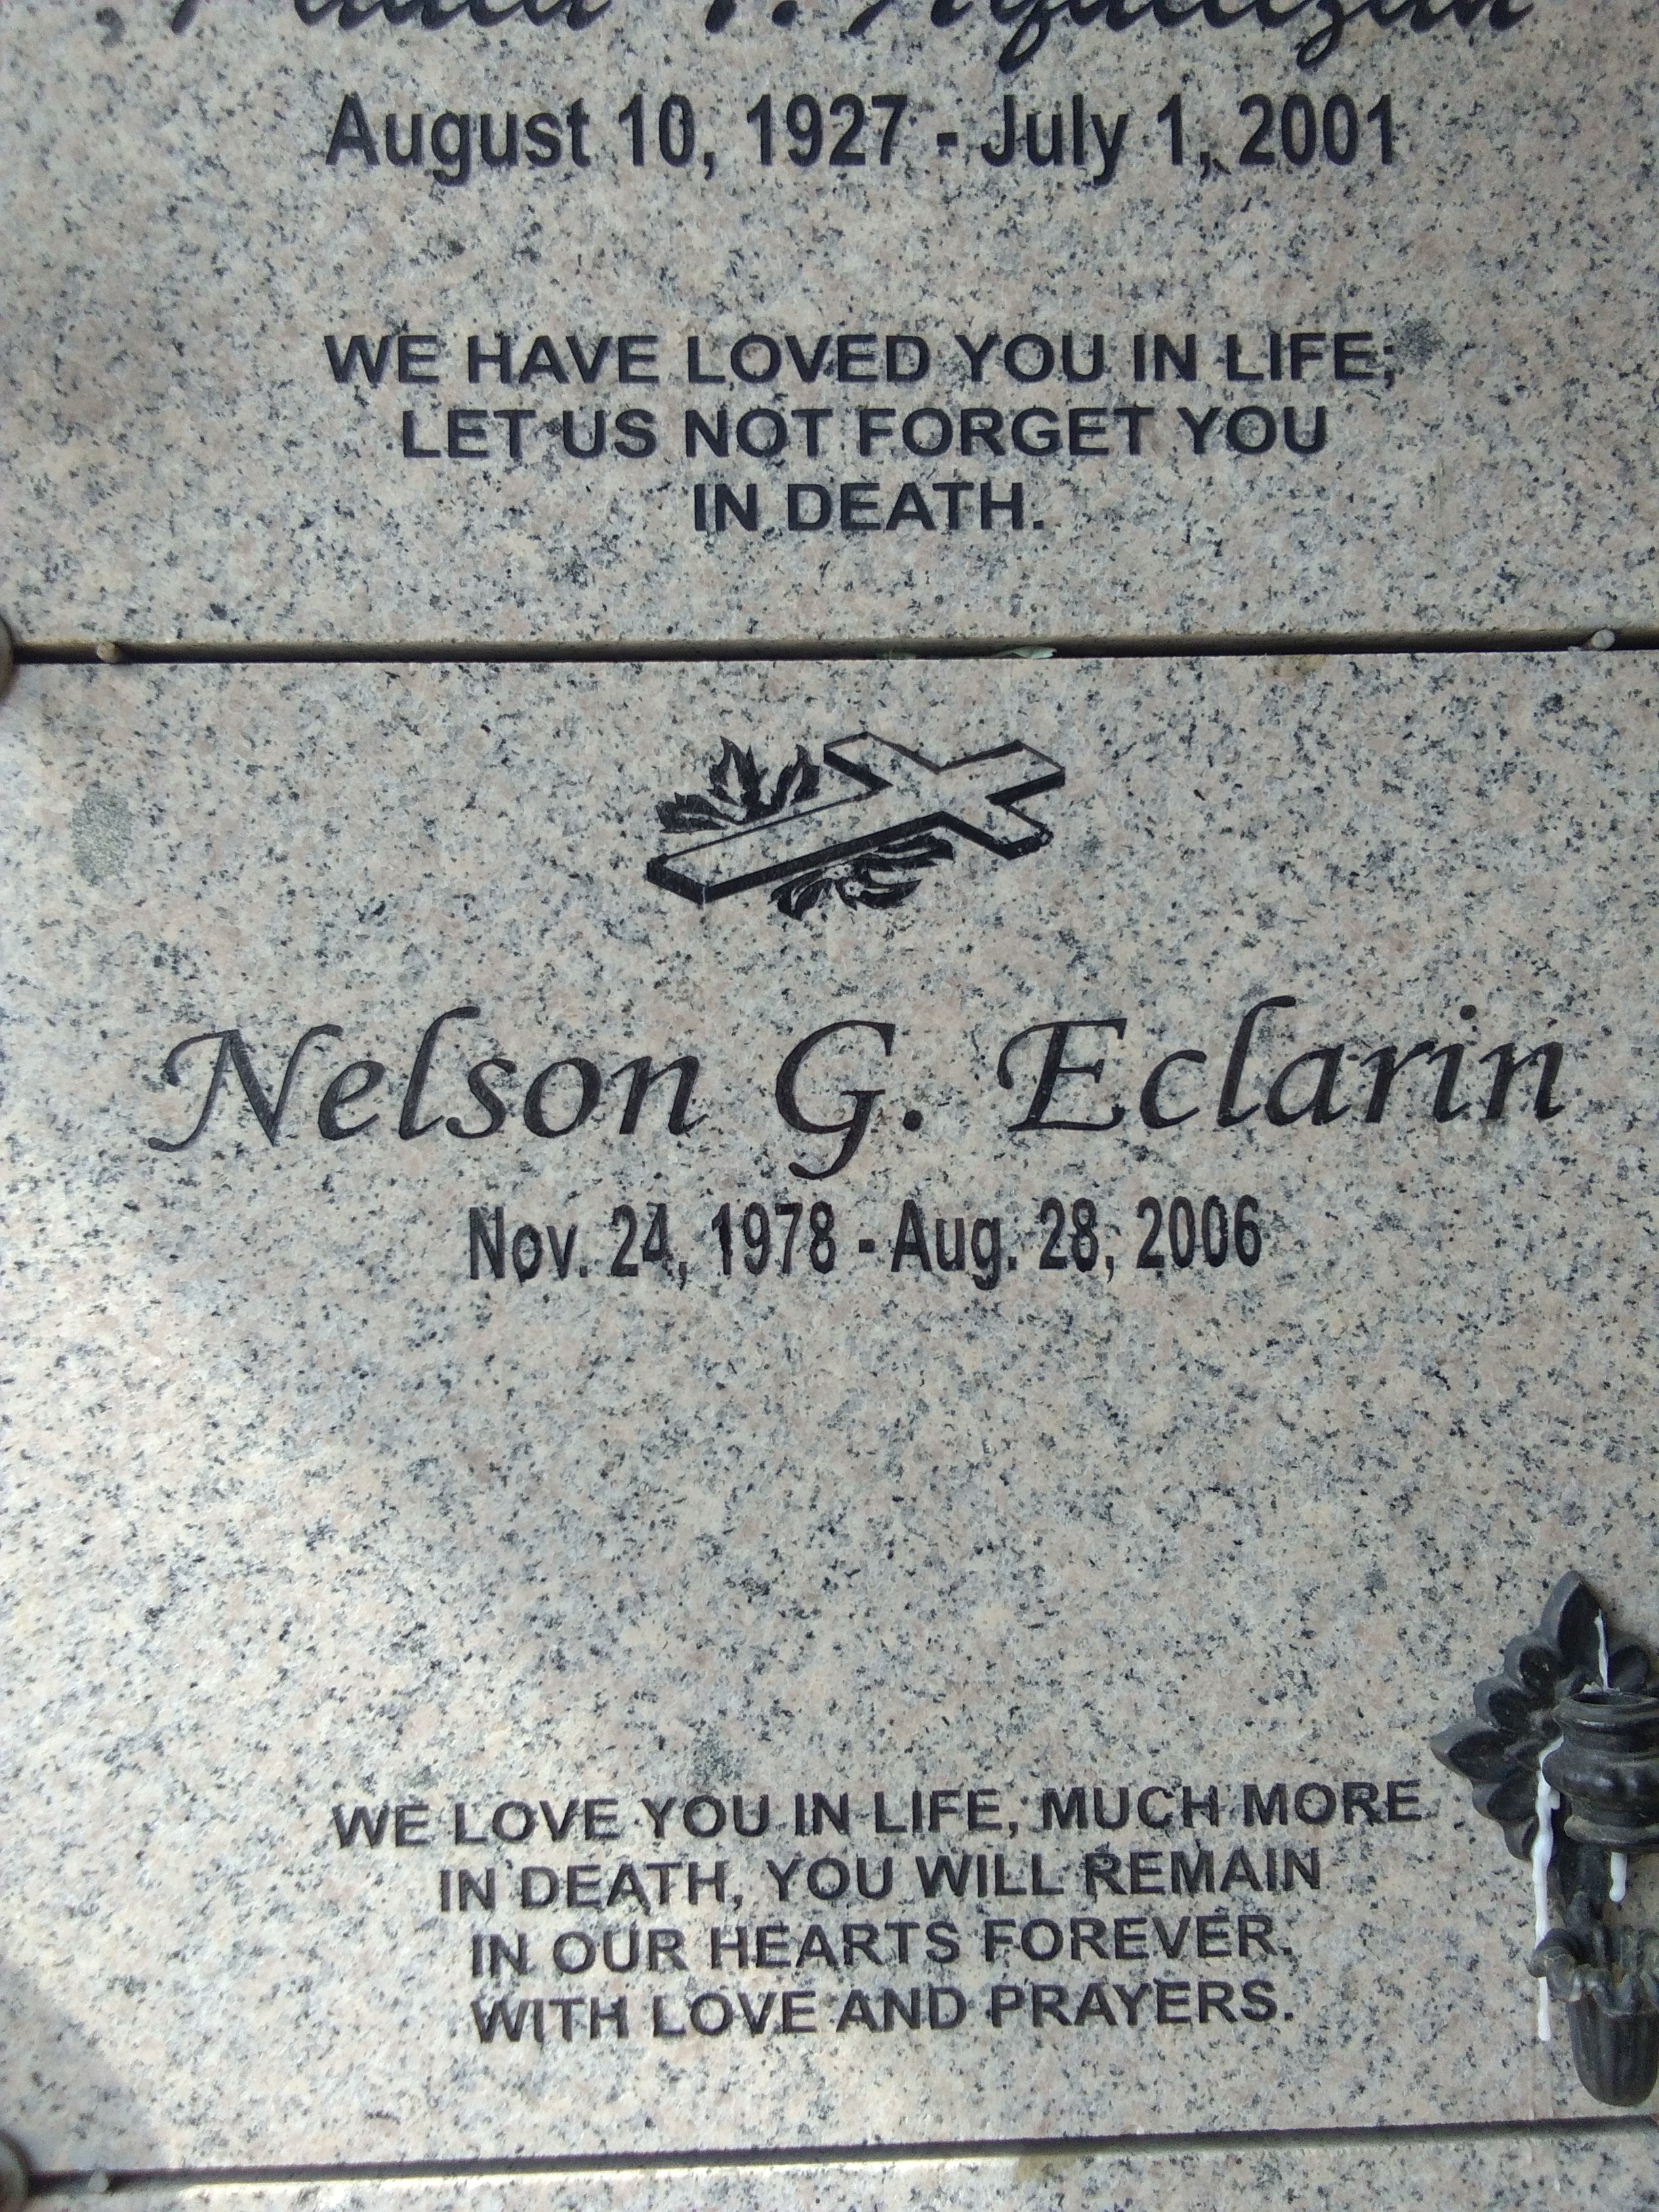 August 10, 1927 - July 1, 2001
WE HAVE LOVED YOU IN LIFE;
LET US NOT FORGET YOU
IN DEATH.
Nelson G. Eclarin
Nov. 24, 1978 - Aug. 28, 2006
WE LOVE YOU IN LIFE, MUCH MORE
IN DEATH, YOU WILL REMAIN
IN OUR HEARTS FOREVER.
WITH LOVE AND PRAYERS.